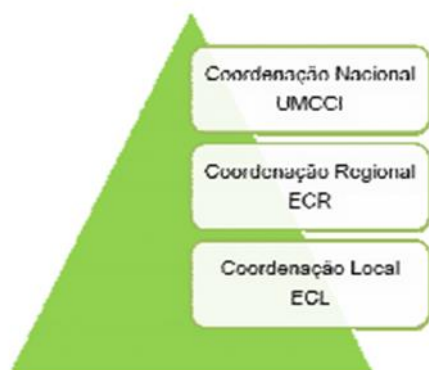 Coordenação Nacional
UMCCI
Coordenação Regional
ECR
Coordenação Local
ECL